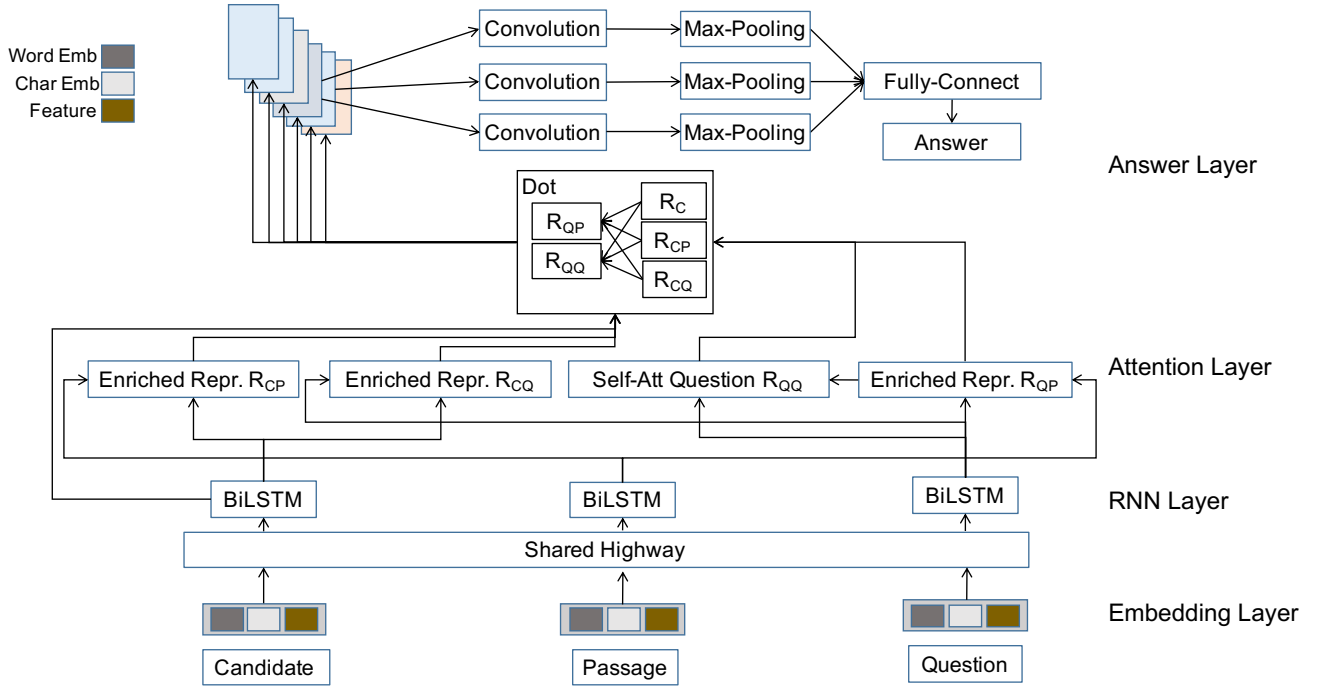 Word Emb
Char Emb
Feature
Convolution
Max-Pooling
Convolution
Max-Pooling
Fully-Connect
Convolution
Max-Pooling
Answer
Answer Layer
Dot
R_C
R_QP
R_CP
R_QQ
R_CQ
Enriched Repr. R_CP
Enriched Repr. R_CQ
Self-Att Question R_QQ
Enriched Repr. R_QP
Attention Layer
BiLSTM
BiLSTM
BiLSTM
RNN Layer
Shared Highway
Embedding Layer
Candidate
Passage
Question